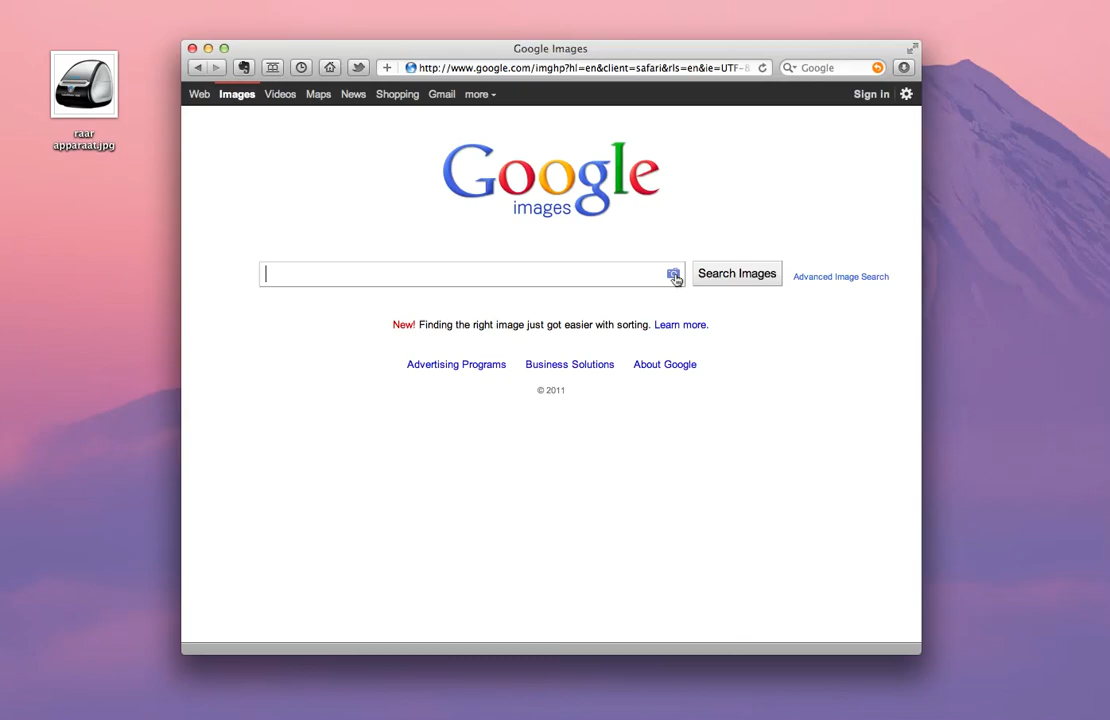 Google Images
http://www.google.com/imghp?hl=en&client=safari&rls=en&ie=UTF-8
Google
Web Images Videos Maps News Shopping Gmail more
Sign in
raar
apparaat.jpg
Google
images
Search Images
Advanced Image Search
New! Finding the right image just got easier with sorting. Learn more.
Advertising Programs Business Solutions About Google
© 2011